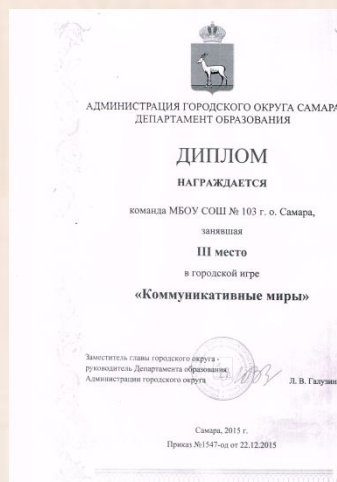 АДМИНИСТРАЦИЯ ГОРОДСКОГО ОКРУГА САМАРА
ДЕПАРТАМЕНТ ОБРАЗОВАНИЯ
ДИПЛОМ
НАГРАЖДАЕТСЯ
команда МБОУ СОШ № 103 г. о. Самара,
занявшая
III место
в городской игре
«Коммуникативные миры»
Заместитель главы городского округа -
руководитель Департамента образования
Администрации городского округа
Л. В. Галузин
Самара, 2015 г.
Приказ №1547-од от 22.12.2015